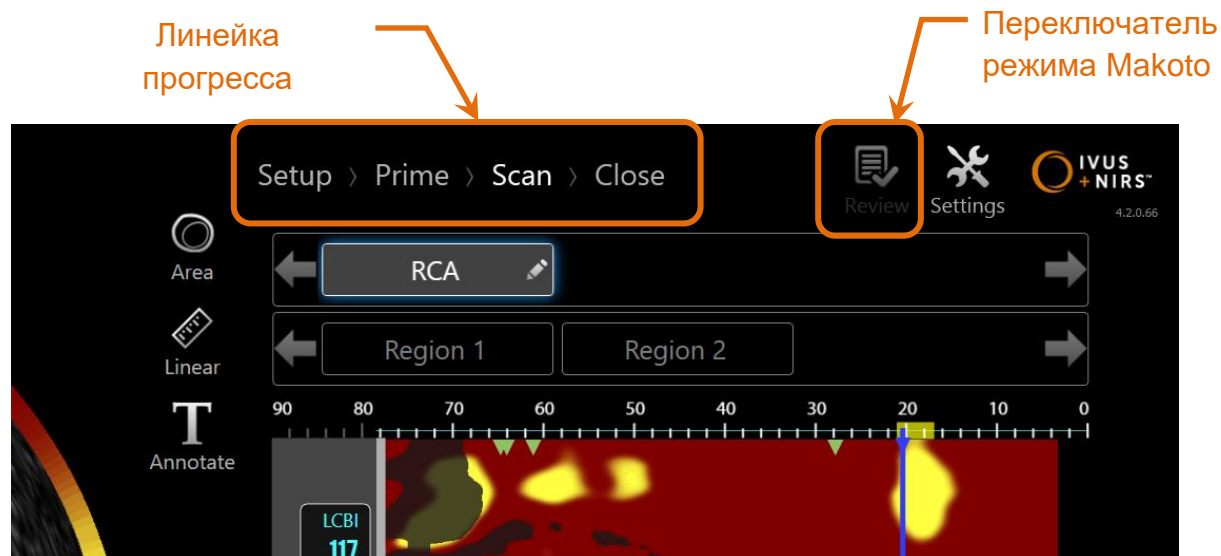 Линейка
прогресса
Переключатель
режима Makoto
Setup > Prime > Scan > Close
Review
Settings
IVUS
+NIRS™
4.2.0.66
Area
RCA
Linear
Region 1
Region 2
Annotate
90 80 70 60 50 40 30 20 10 0
LCBI
117